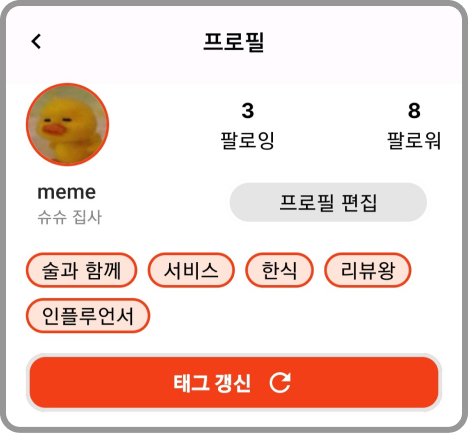 프로필
3 8
팔로잉 팔로워
meme
슈슈 집사
프로필 편집
술과 함께 서비스 한식 리뷰왕
인플루언서
태그 갱신